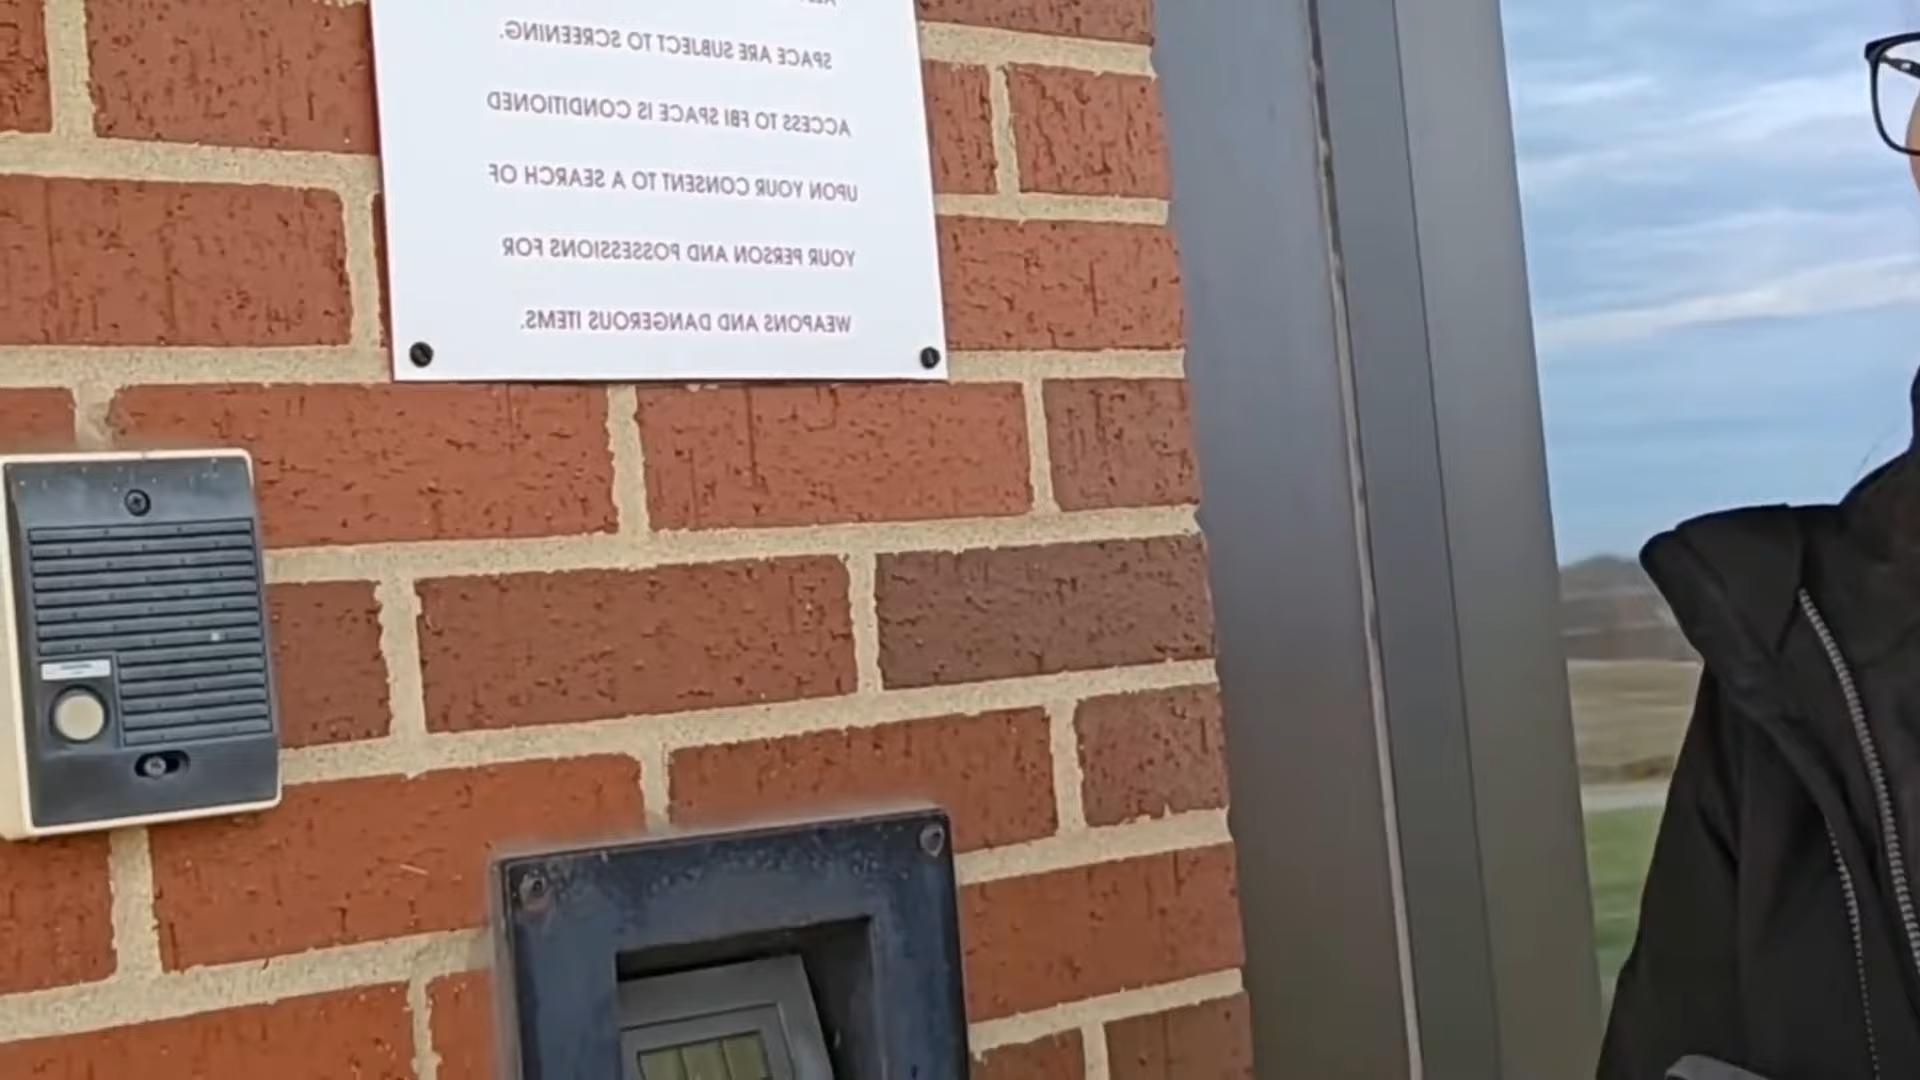 SPACE ARE SUBJECT TO SCREENING.
ACCESS TO FBI SPACE IS CONDITIONED
UPON YOUR CONSENT TO A SEARCH OF
YOUR PERSON AND POSSESSIONS FOR
WEAPONS AND DANGEROUS ITEMS.